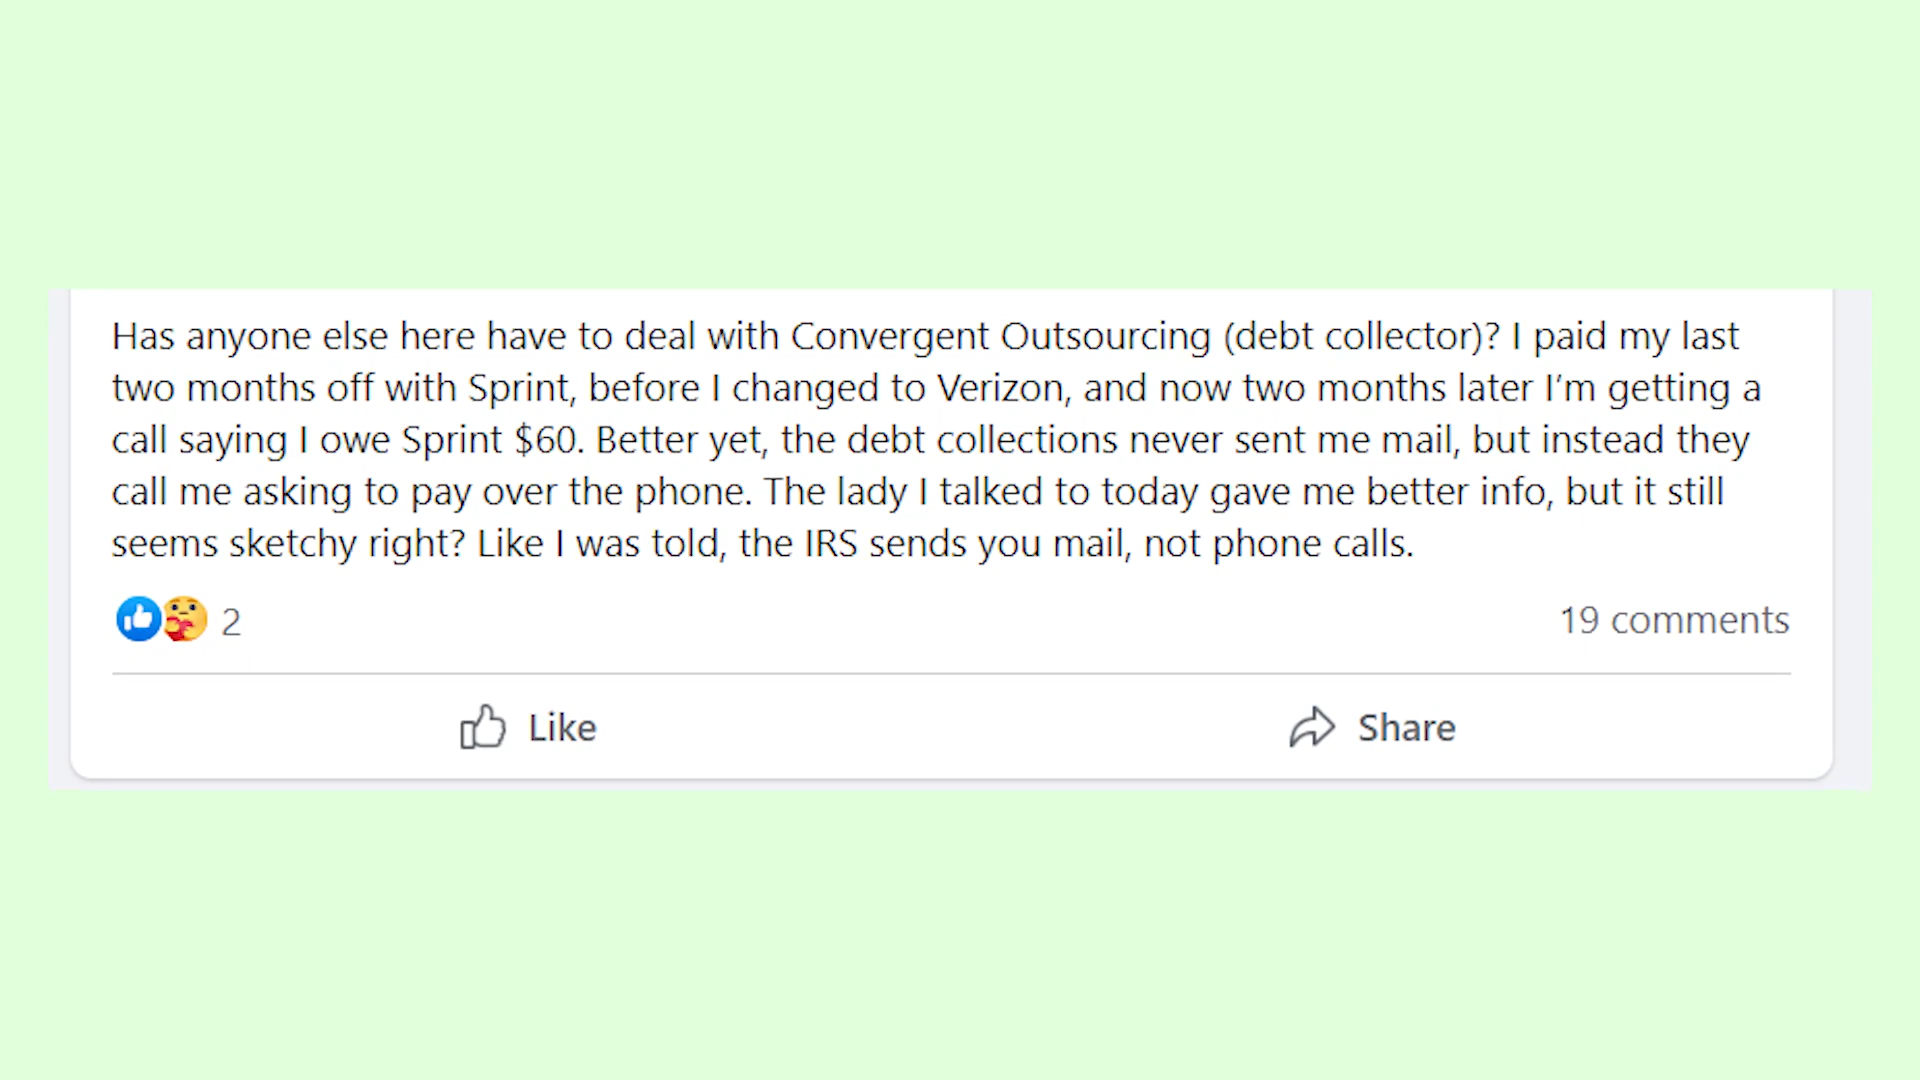 Has anyone else here have to deal with Convergent Outsourcing (debt collector)? I paid my last
two months off with Sprint, before I changed to Verizon, and now two months later I’m getting a
call saying I owe Sprint $60. Better yet, the debt collections never sent me mail, but instead they
call me asking to pay over the phone. The lady I talked to today gave me better info, but it still
seems sketchy right? Like I was told, the IRS sends you mail, not phone calls.
2
19 comments
Like
Share